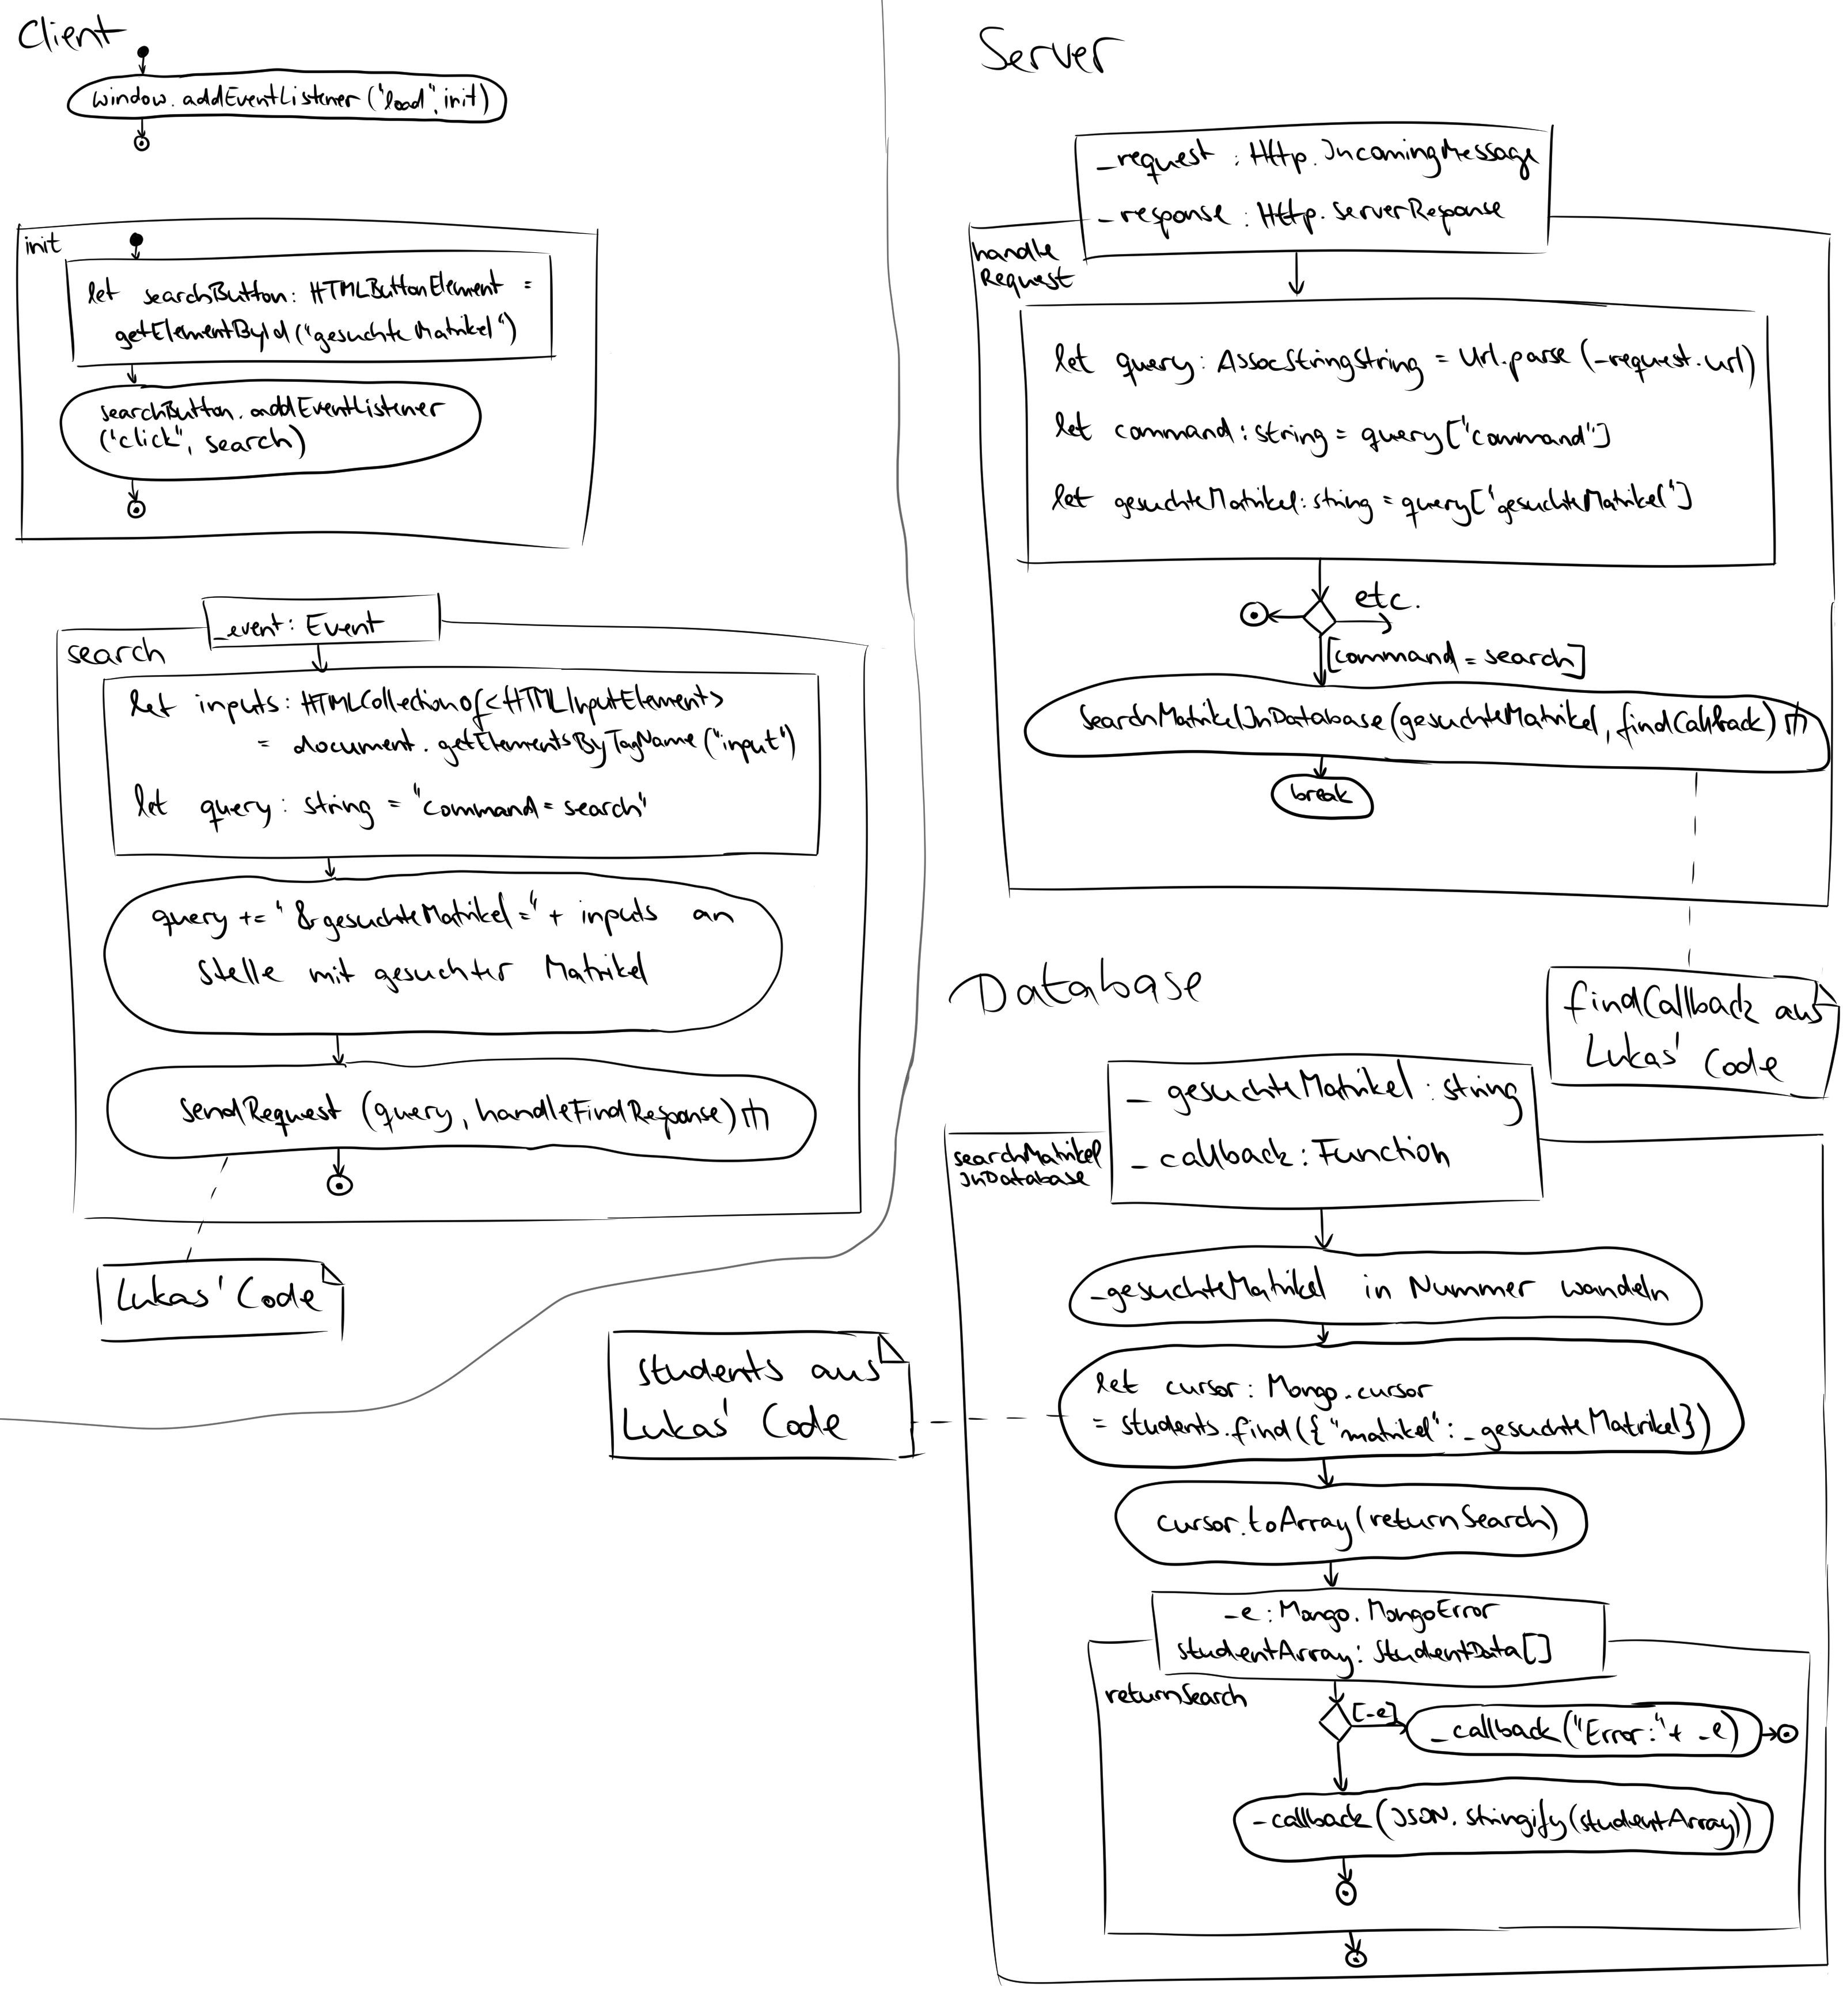 Client
window.addEventListener("load", init)
init
let searchButton: HTMLButtonElement =
getElementById("gesuchteMatrikel")
searchButton.addEventListener
("click", search)
_event: Event
search
let inputs: HTMLCollectionOf<HTMLInputElement>
= document.getElementsByTagName("input")
let query: string = "command=search"
query += "&gesuchteMatrikel=" + inputs an
Stelle mit gesuchter Matrikel
sendRequest (query, handleFindResponse)
Lukas' Code
Server
_request: Http.IncomingMessage
_response: Http.ServerResponse
handle
Request
let query: AssocStringString = Url.parse(_request.url)
let command: string = query["command"]
let gesuchteMatrikel: string = query["gesuchteMatrikel"]
etc.
[command = search]
searchMatrikelInDatabase(gesuchteMatrikel, findCallback)
break
findCallback aus
Lukas' Code
Database
_gesuchteMatrikel: string
_callback: Function
searchMatrikel
InDatabase
_gesuchteMatrikel in Nummer wandeln
students aus
Lukas' Code
let cursor: Mongo.cursor
= students.find({"matrikel": _gesuchteMatrikel})
cursor.toArray(returnSearch)
_e: Mongo.MongoError
studentArray: StudentData[]
returnSearch
[_e]
_callback("Error:" + _e)
_callback(JSON.stringify(studentArray))